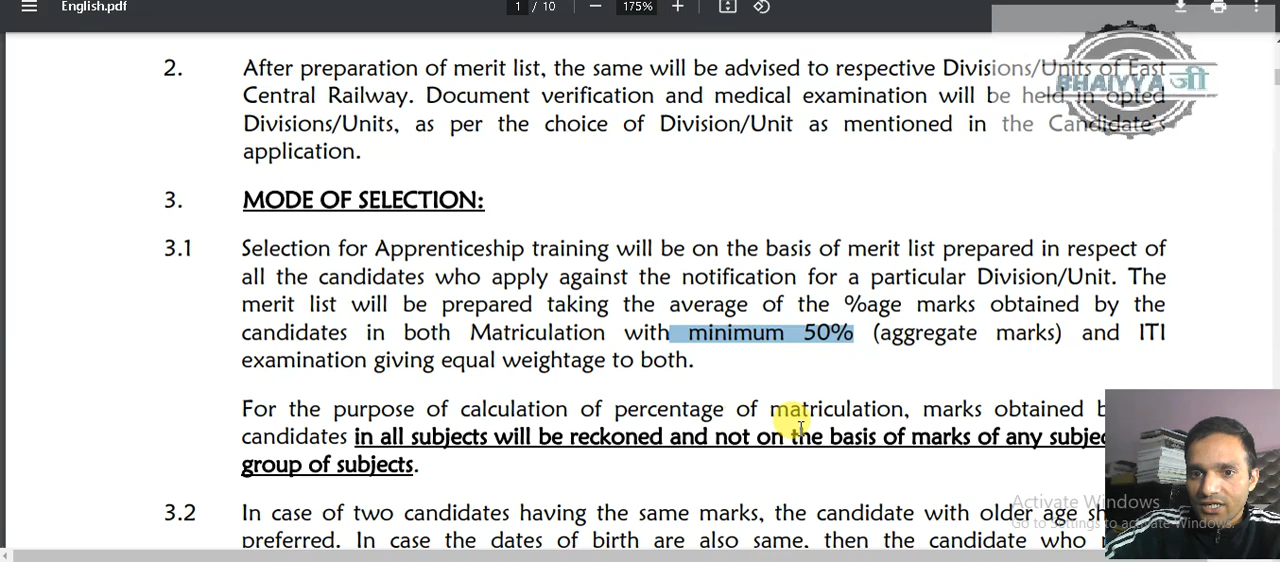 English.pdf
1 / 10
175%
2. After preparation of merit list, the same will be advised to respective Divisions/Units of East
Central Railway. Document verification and medical examination will be held in opted
Divisions/Units, as per the choice of Division/Unit as mentioned in the Candidate's
application.
BHAIYYA जी
3. MODE OF SELECTION:
3.1 Selection for Apprenticeship training will be on the basis of merit list prepared in respect of
all the candidates who apply against the notification for a particular Division/Unit. The
merit list will be prepared taking the average of the %age marks obtained by the
candidates in both Matriculation with minimum 50% (aggregate marks) and ITI
examination giving equal weightage to both.
For the purpose of calculation of percentage of matriculation, marks obtained
candidates in all subjects will be reckoned and not on the basis of marks of any
group of subjects.
3.2 In case of two candidates having the same marks, the candidate with older age
preferred. In case the dates of birth are also same, then the candidate who
Activate Windows
Go to Settings to activate Windows.